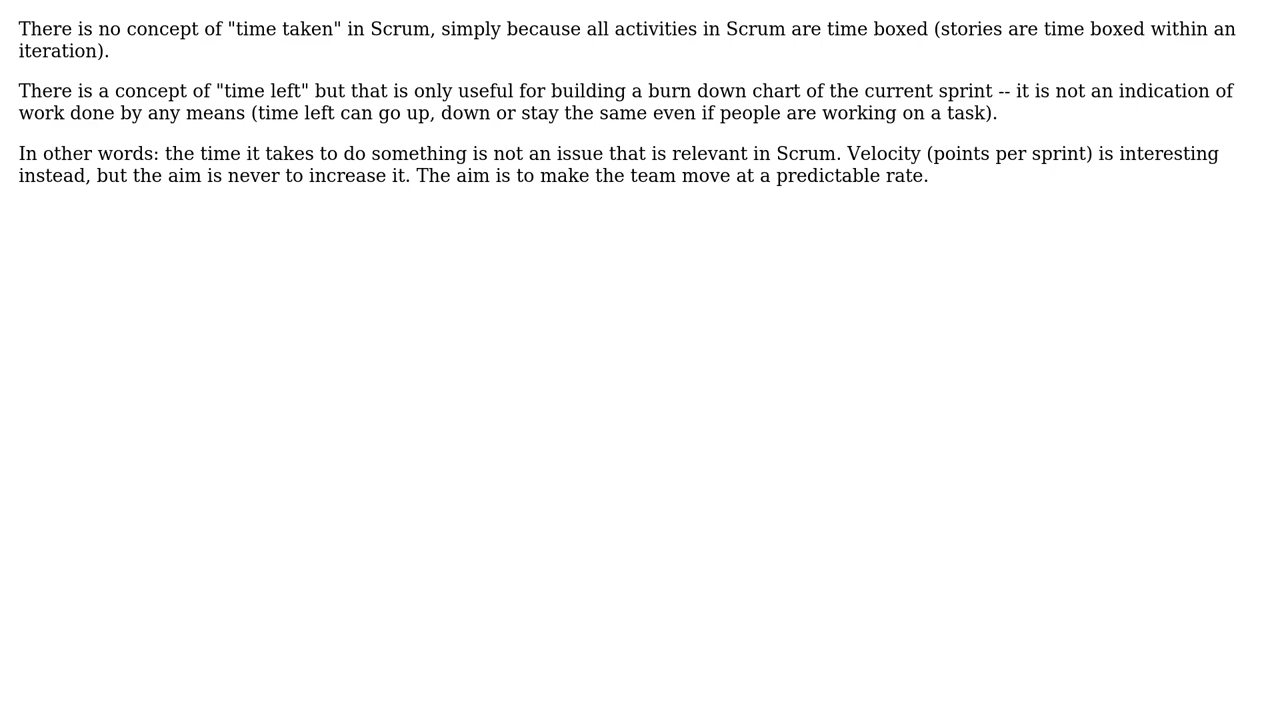 There is no concept of "time taken" in Scrum, simply because all activities in Scrum are time boxed (stories are time boxed within an
iteration).
There is a concept of "time left" but that is only useful for building a burn down chart of the current sprint -- it is not an indication of
work done by any means (time left can go up, down or stay the same even if people are working on a task).
In other words: the time it takes to do something is not an issue that is relevant in Scrum. Velocity (points per sprint) is interesting
instead, but the aim is never to increase it. The aim is to make the team move at a predictable rate.